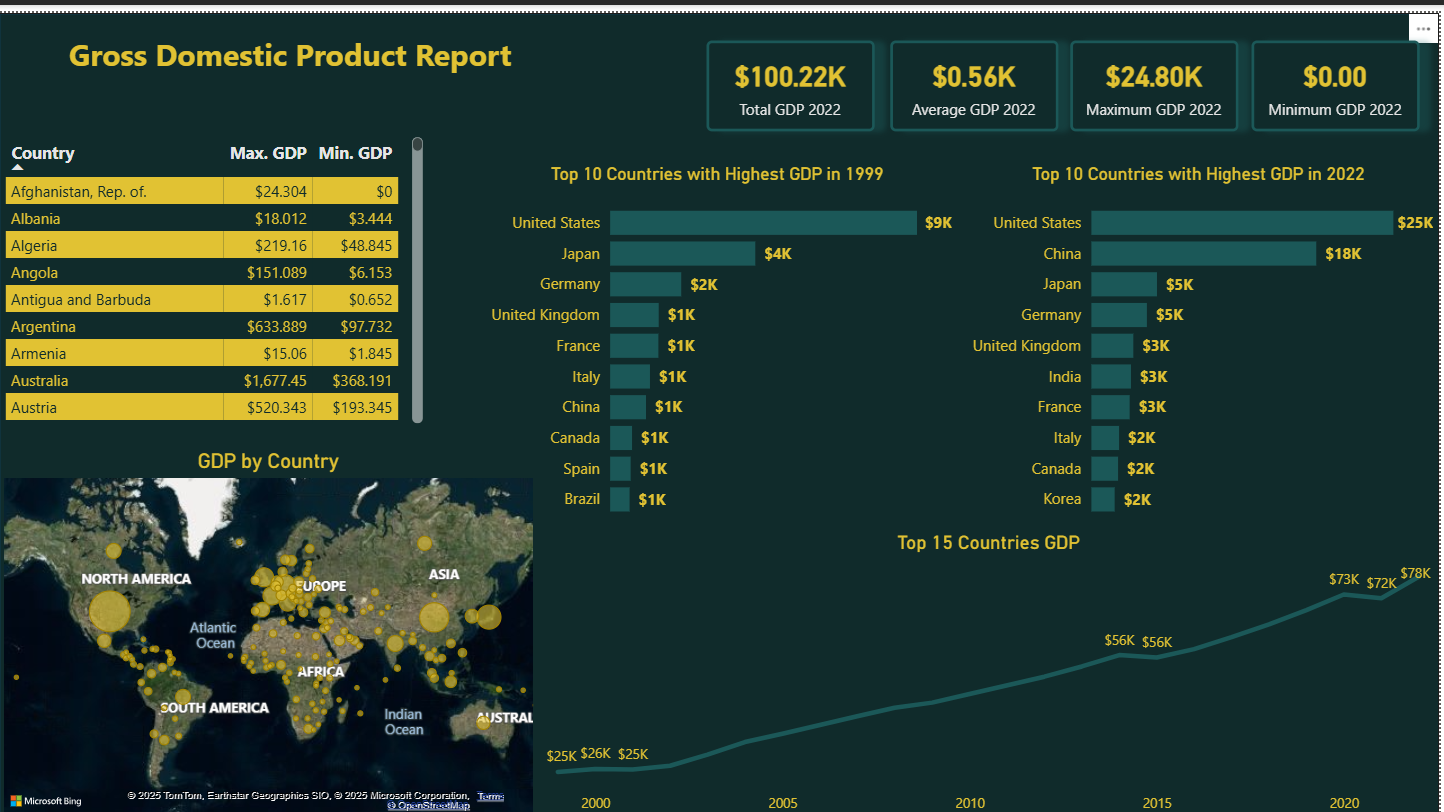 Gross Domestic Product Report
$100.22K
Total GDP 2022
$0.56K
Average GDP 2022
$24.80K
Maximum GDP 2022
$0.00
Minimum GDP 2022
Country Max. GDP Min. GDP
Afghanistan, Rep. of. $24.304 $0
Albania $18.012 $3.444
Algeria $219.16 $48.845
Angola $151.089 $6.153
Antigua and Barbuda $1.617 $0.652
Argentina $633.889 $97.732
Armenia $15.06 $1.845
Australia $1,677.45 $368.191
Austria $520.343 $193.345
Top 10 Countries with Highest GDP in 1999
United States $9K
Japan $4K
Germany $2K
United Kingdom $1K
France $1K
Italy $1K
China $1K
Canada $1K
Spain $1K
Brazil $1K
Top 10 Countries with Highest GDP in 2022
United States $25K
China $18K
Japan $5K
Germany $5K
United Kingdom $3K
India $3K
France $3K
Italy $2K
Canada $2K
Korea $2K
GDP by Country
NORTH AMERICA
EUROPE
ASIA
Atlantic
Ocean
AFRICA
SOUTH AMERICA
Indian
Ocean
AUSTRAL
Microsoft Bing
© 2025 TomTom, Earthstar Geographics SIO, © 2025 Microsoft Corporation, Terms
© OpenStreetMap
Top 15 Countries GDP
$25K $26K $25K $56K $56K $73K $72K $78K
2000 2005 2010 2015 2020